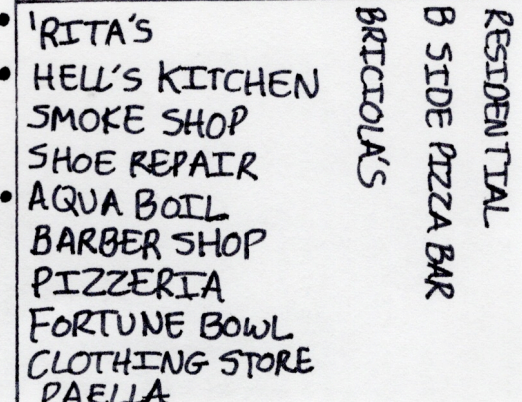 'RITA'S
HELL'S KITCHEN
SMOKE SHOP
SHOE REPAIR
AQUA BOIL
BARBER SHOP
PIZZERIA
FORTUNE BOWL
CLOTHING STORE
PAELLA
BRICIOLA'S
B SIDE PIZZA BAR
RESIDENTIAL